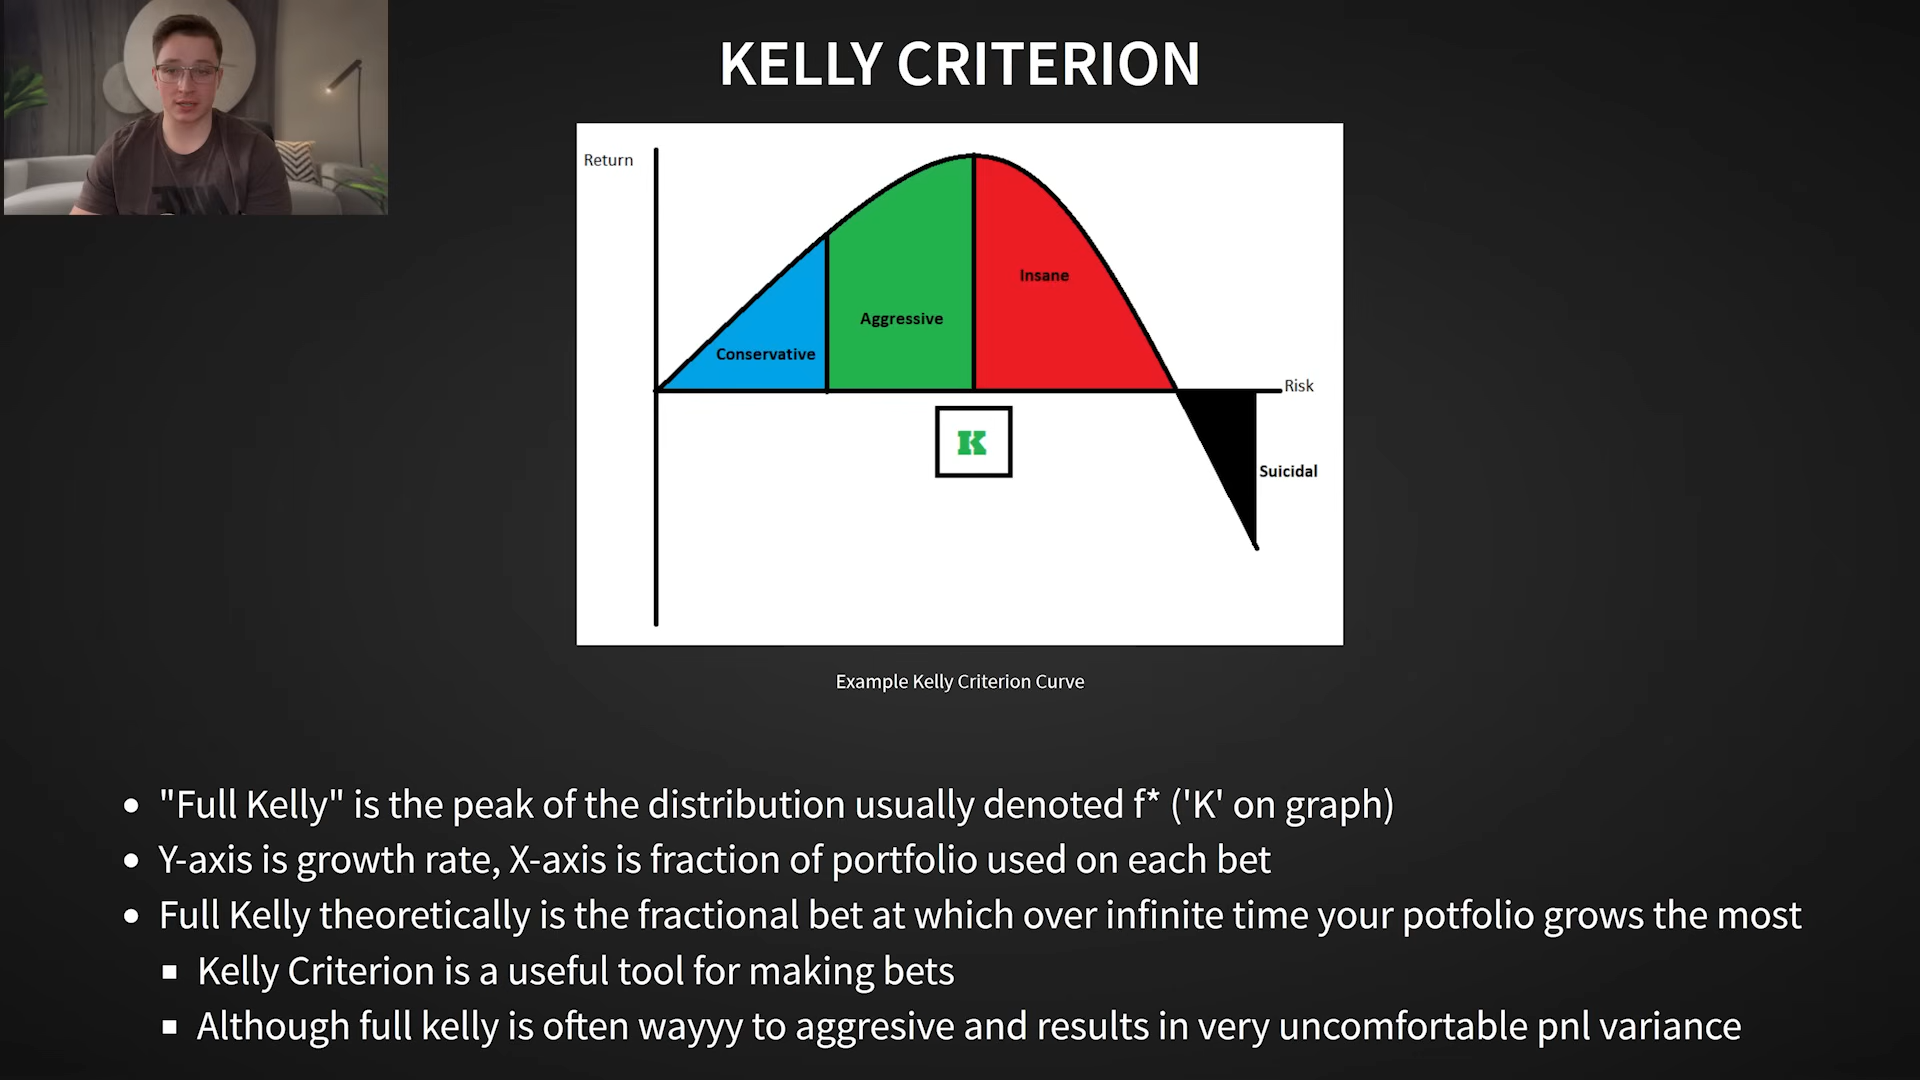 KELLY CRITERION
Return
Insane
Aggressive
Conservative
Risk
K
Suicidal
Example Kelly Criterion Curve
• "Full Kelly" is the peak of the distribution usually denoted f* ('K' on graph)
• Y-axis is growth rate, X-axis is fraction of portfolio used on each bet
• Full Kelly theoretically is the fractional bet at which over infinite time your potfolio grows the most
▪ Kelly Criterion is a useful tool for making bets
▪ Although full kelly is often wayyy to aggresive and results in very uncomfortable pnl variance